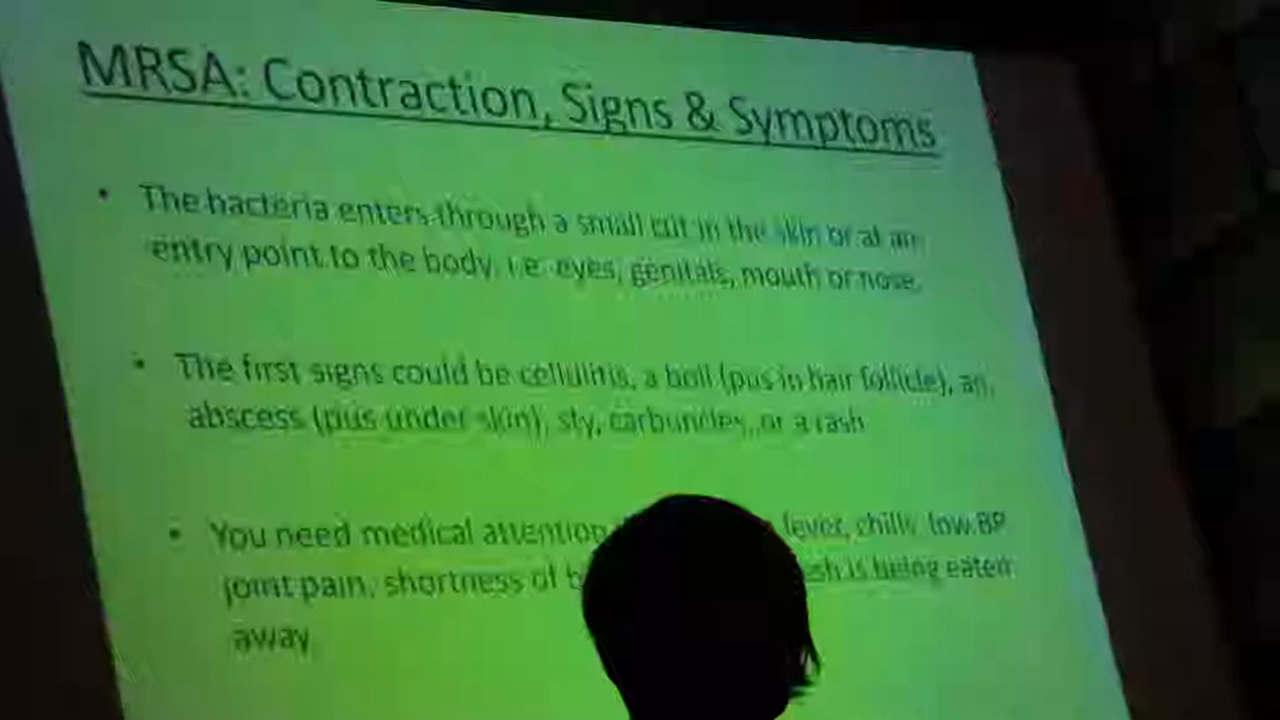 MRSA: Contraction, Signs & Symptoms
• The bacteria enters through a small cut in the skin or at an
entry point to the body, i.e. eyes, genitals, mouth or nose.
• The first signs could be cellulitis, a boil (pus in hair follicle), an
abscess (pus under skin), sty, carbuncles, or a rash
• You need medical attention fever, chills, low BP
joint pain, shortness of is being eaten
away